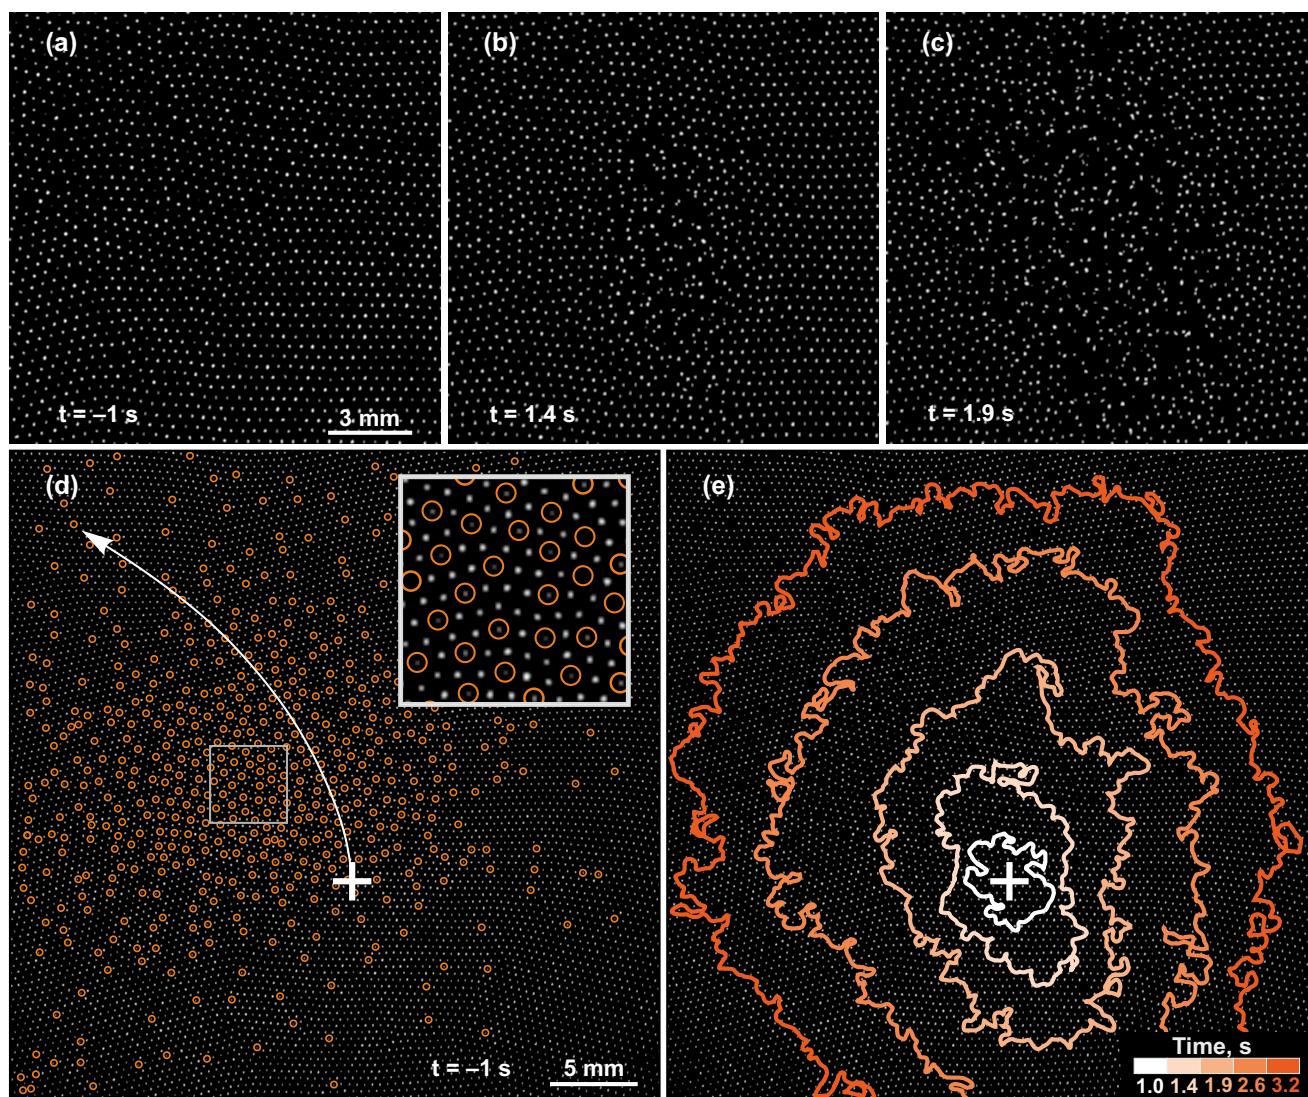 (a)
t = –1 s
3 mm
(b)
t = 1.4 s
(c)
t = 1.9 s
(d)
t = –1 s
5 mm
(e)
Time, s
1.0 1.4 1.9 2.6 3.2